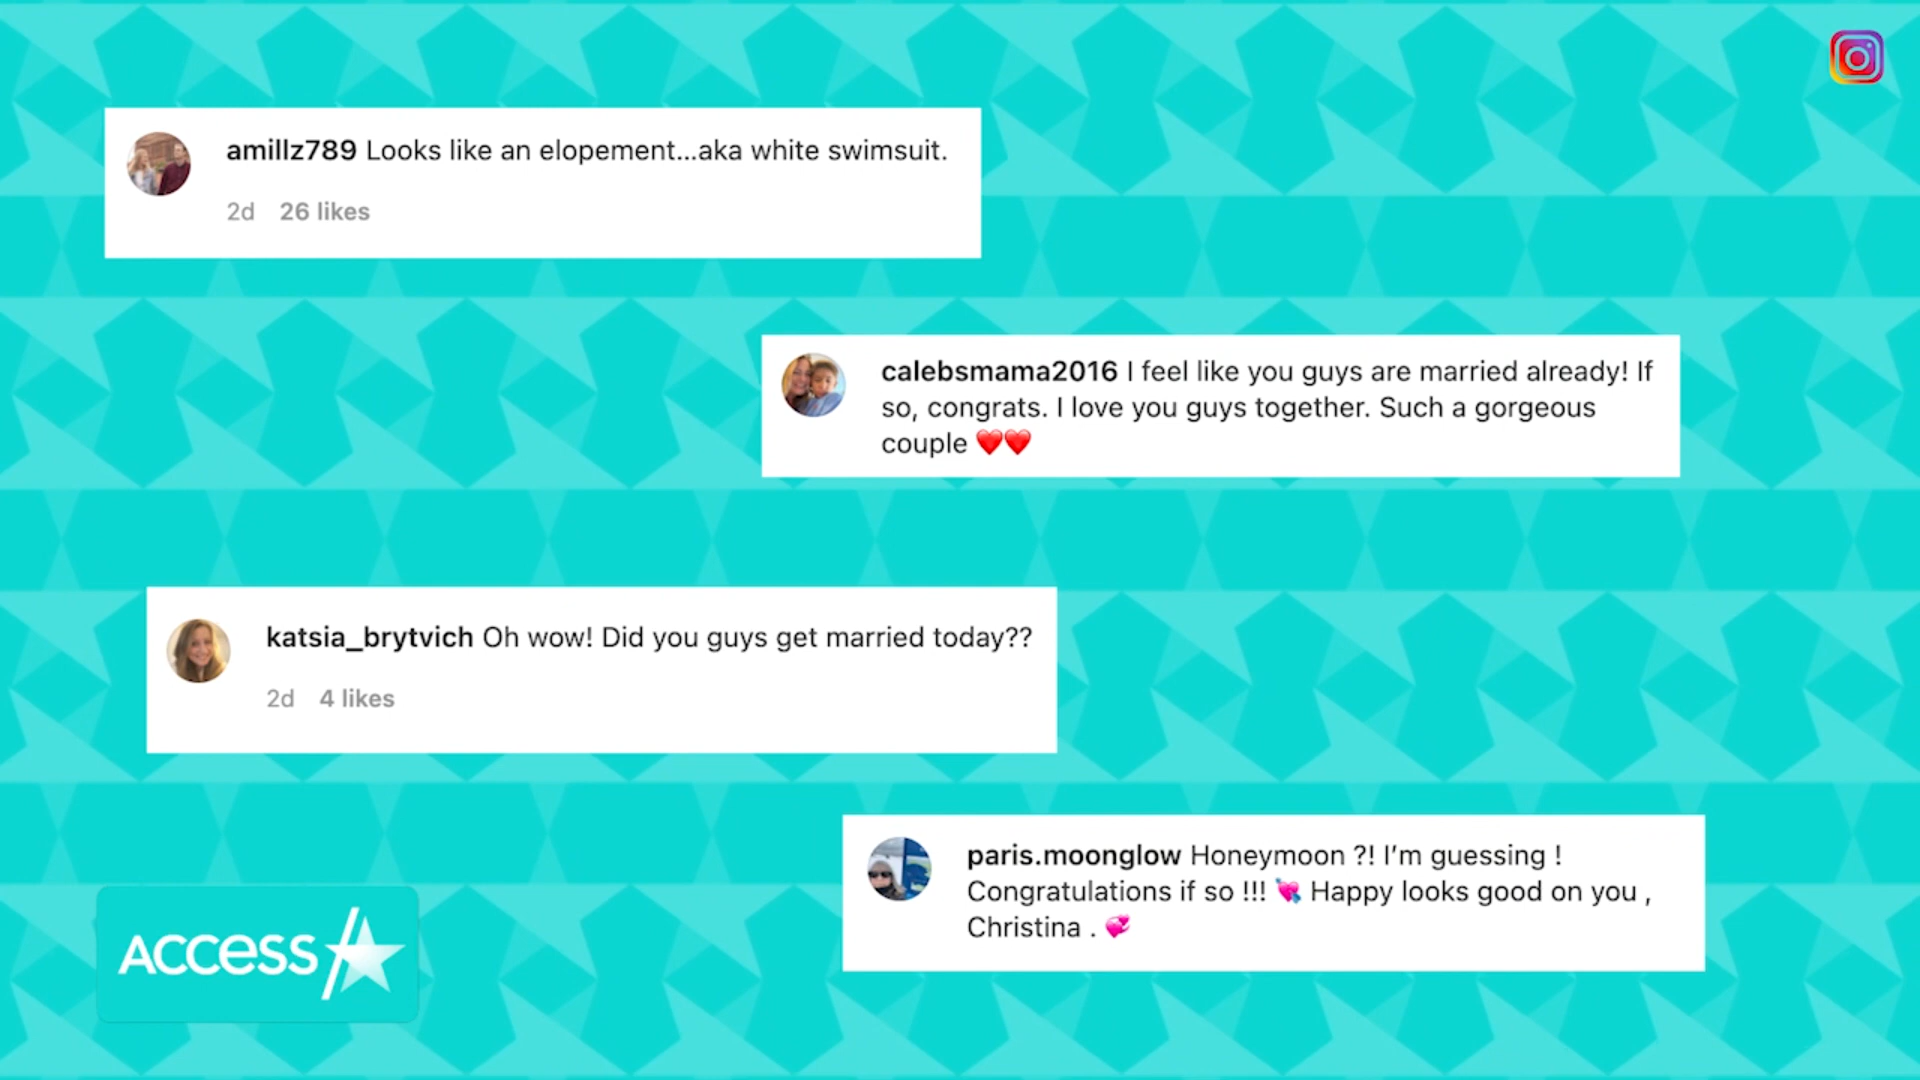 amillz789 Looks like an elopement...aka white swimsuit.
2d 26 likes
calebsmama2016 I feel like you guys are married already! If
so, congrats. I love you guys together. Such a gorgeous
couple ❤️❤️
katsia_brytvich Oh wow! Did you guys get married today??
2d 4 likes
paris.moonglow Honeymoon ?! I’m guessing !
Congratulations if so !!! 💘 Happy looks good on you ,
Christina . 💞
ACCESS